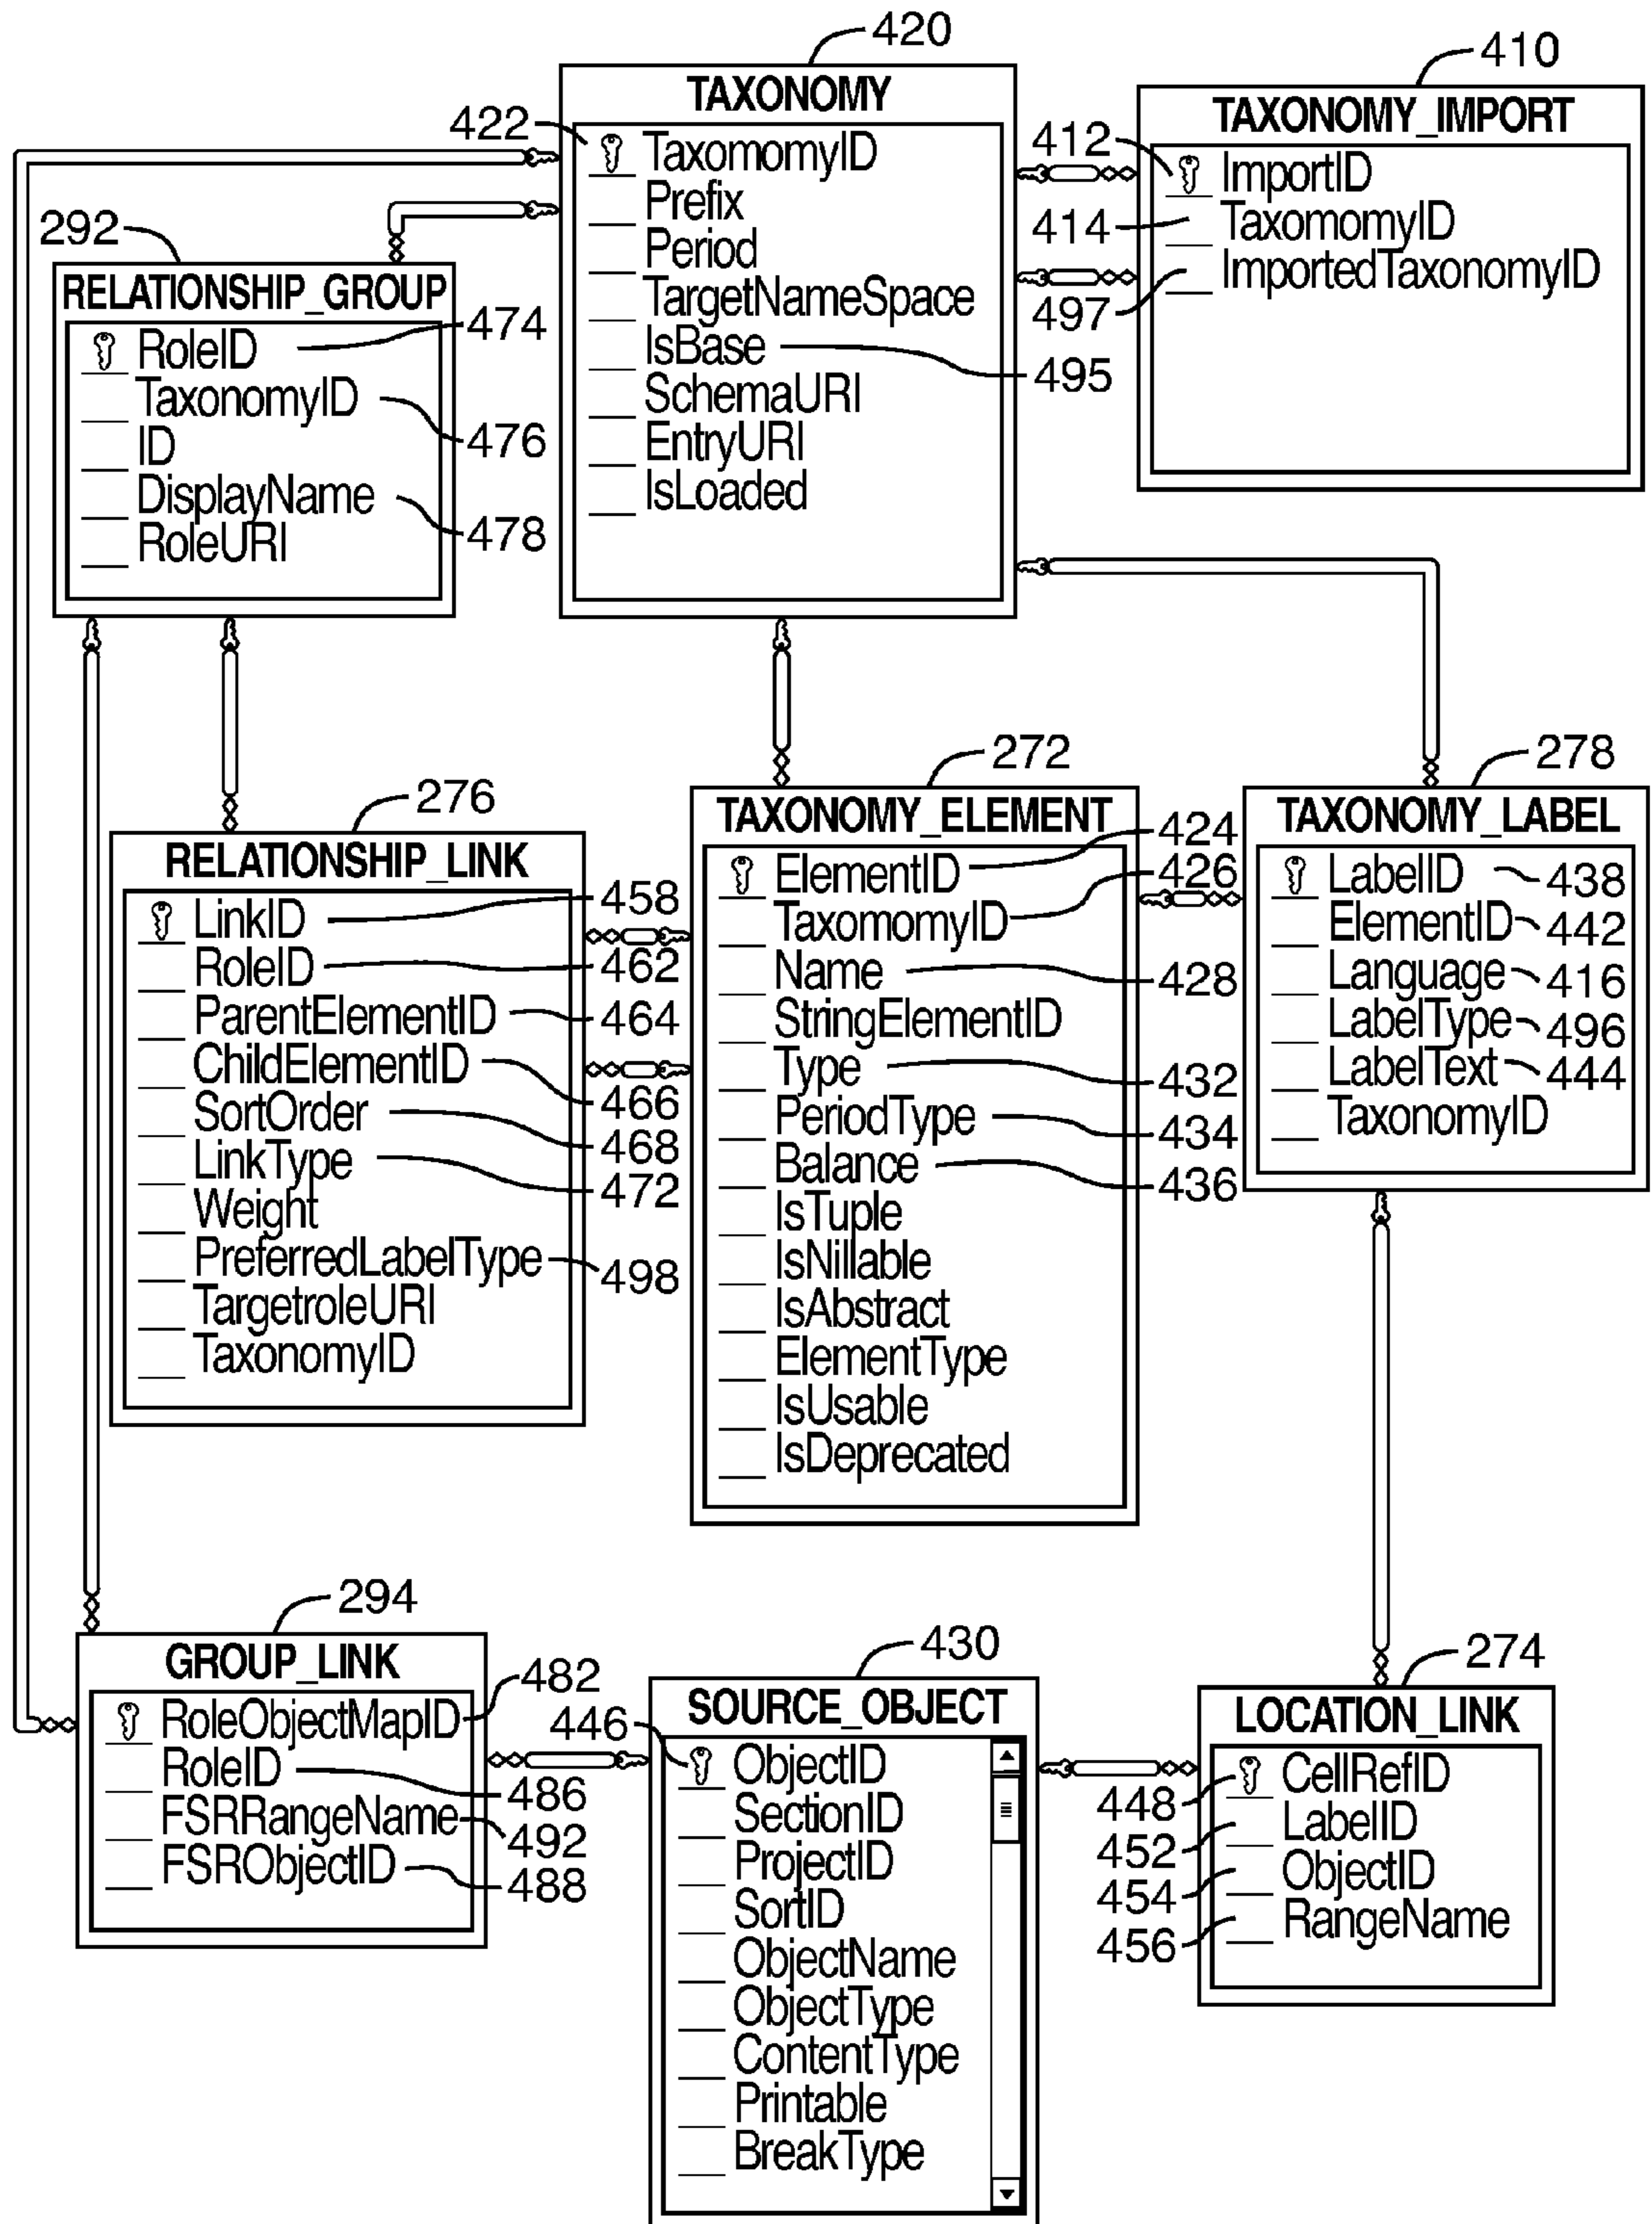 420
TAXONOMY
422
TaxomomyID
Prefix
Period
TargetNameSpace
IsBase
495
SchemaURI
EntryURI
IsLoaded
410
TAXONOMY_IMPORT
412
ImportID
414
TaxomomyID
497
ImportedTaxonomyID
292
RELATIONSHIP_GROUP
RoleID
474
TaxonomyID
476
ID
DisplayName
478
RoleURI
276
RELATIONSHIP_LINK
LinkID
458
RoleID
462
ParentElementID
464
ChildElementID
466
SortOrder
468
LinkType
472
Weight
PreferredLabelType
498
TargetroleURI
TaxonomyID
272
TAXONOMY_ELEMENT
ElementID
424
TaxomomyID
426
Name
428
StringElementID
Type
432
PeriodType
434
Balance
436
IsTuple
IsNillable
IsAbstract
ElementType
IsUsable
IsDeprecated
278
TAXONOMY_LABEL
LabelID
438
ElementID
442
Language
416
LabelType
496
LabelText
444
TaxonomyID
294
GROUP_LINK
RoleObjectMapID
482
RoleID
486
FSRRangeName
492
FSRObjectID
488
430
SOURCE_OBJECT
446
ObjectID
SectionID
ProjectID
SortID
ObjectName
ObjectType
ContentType
Printable
BreakType
274
LOCATION_LINK
448
CellRefID
452
LabelID
454
ObjectID
456
RangeName